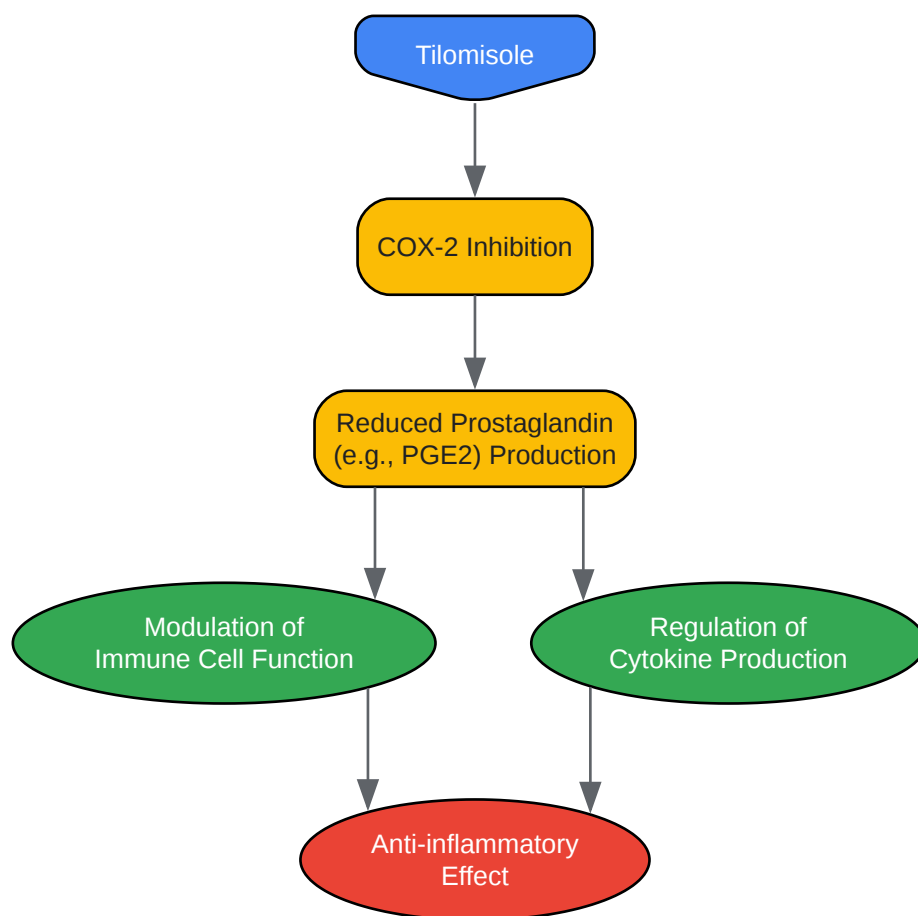 Tilomisole
COX-2 Inhibition
Reduced Prostaglandin
(e.g., PGE2) Production
Modulation of
Immune Cell Function
Regulation of
Cytokine Production
Anti-inflammatory
Effect